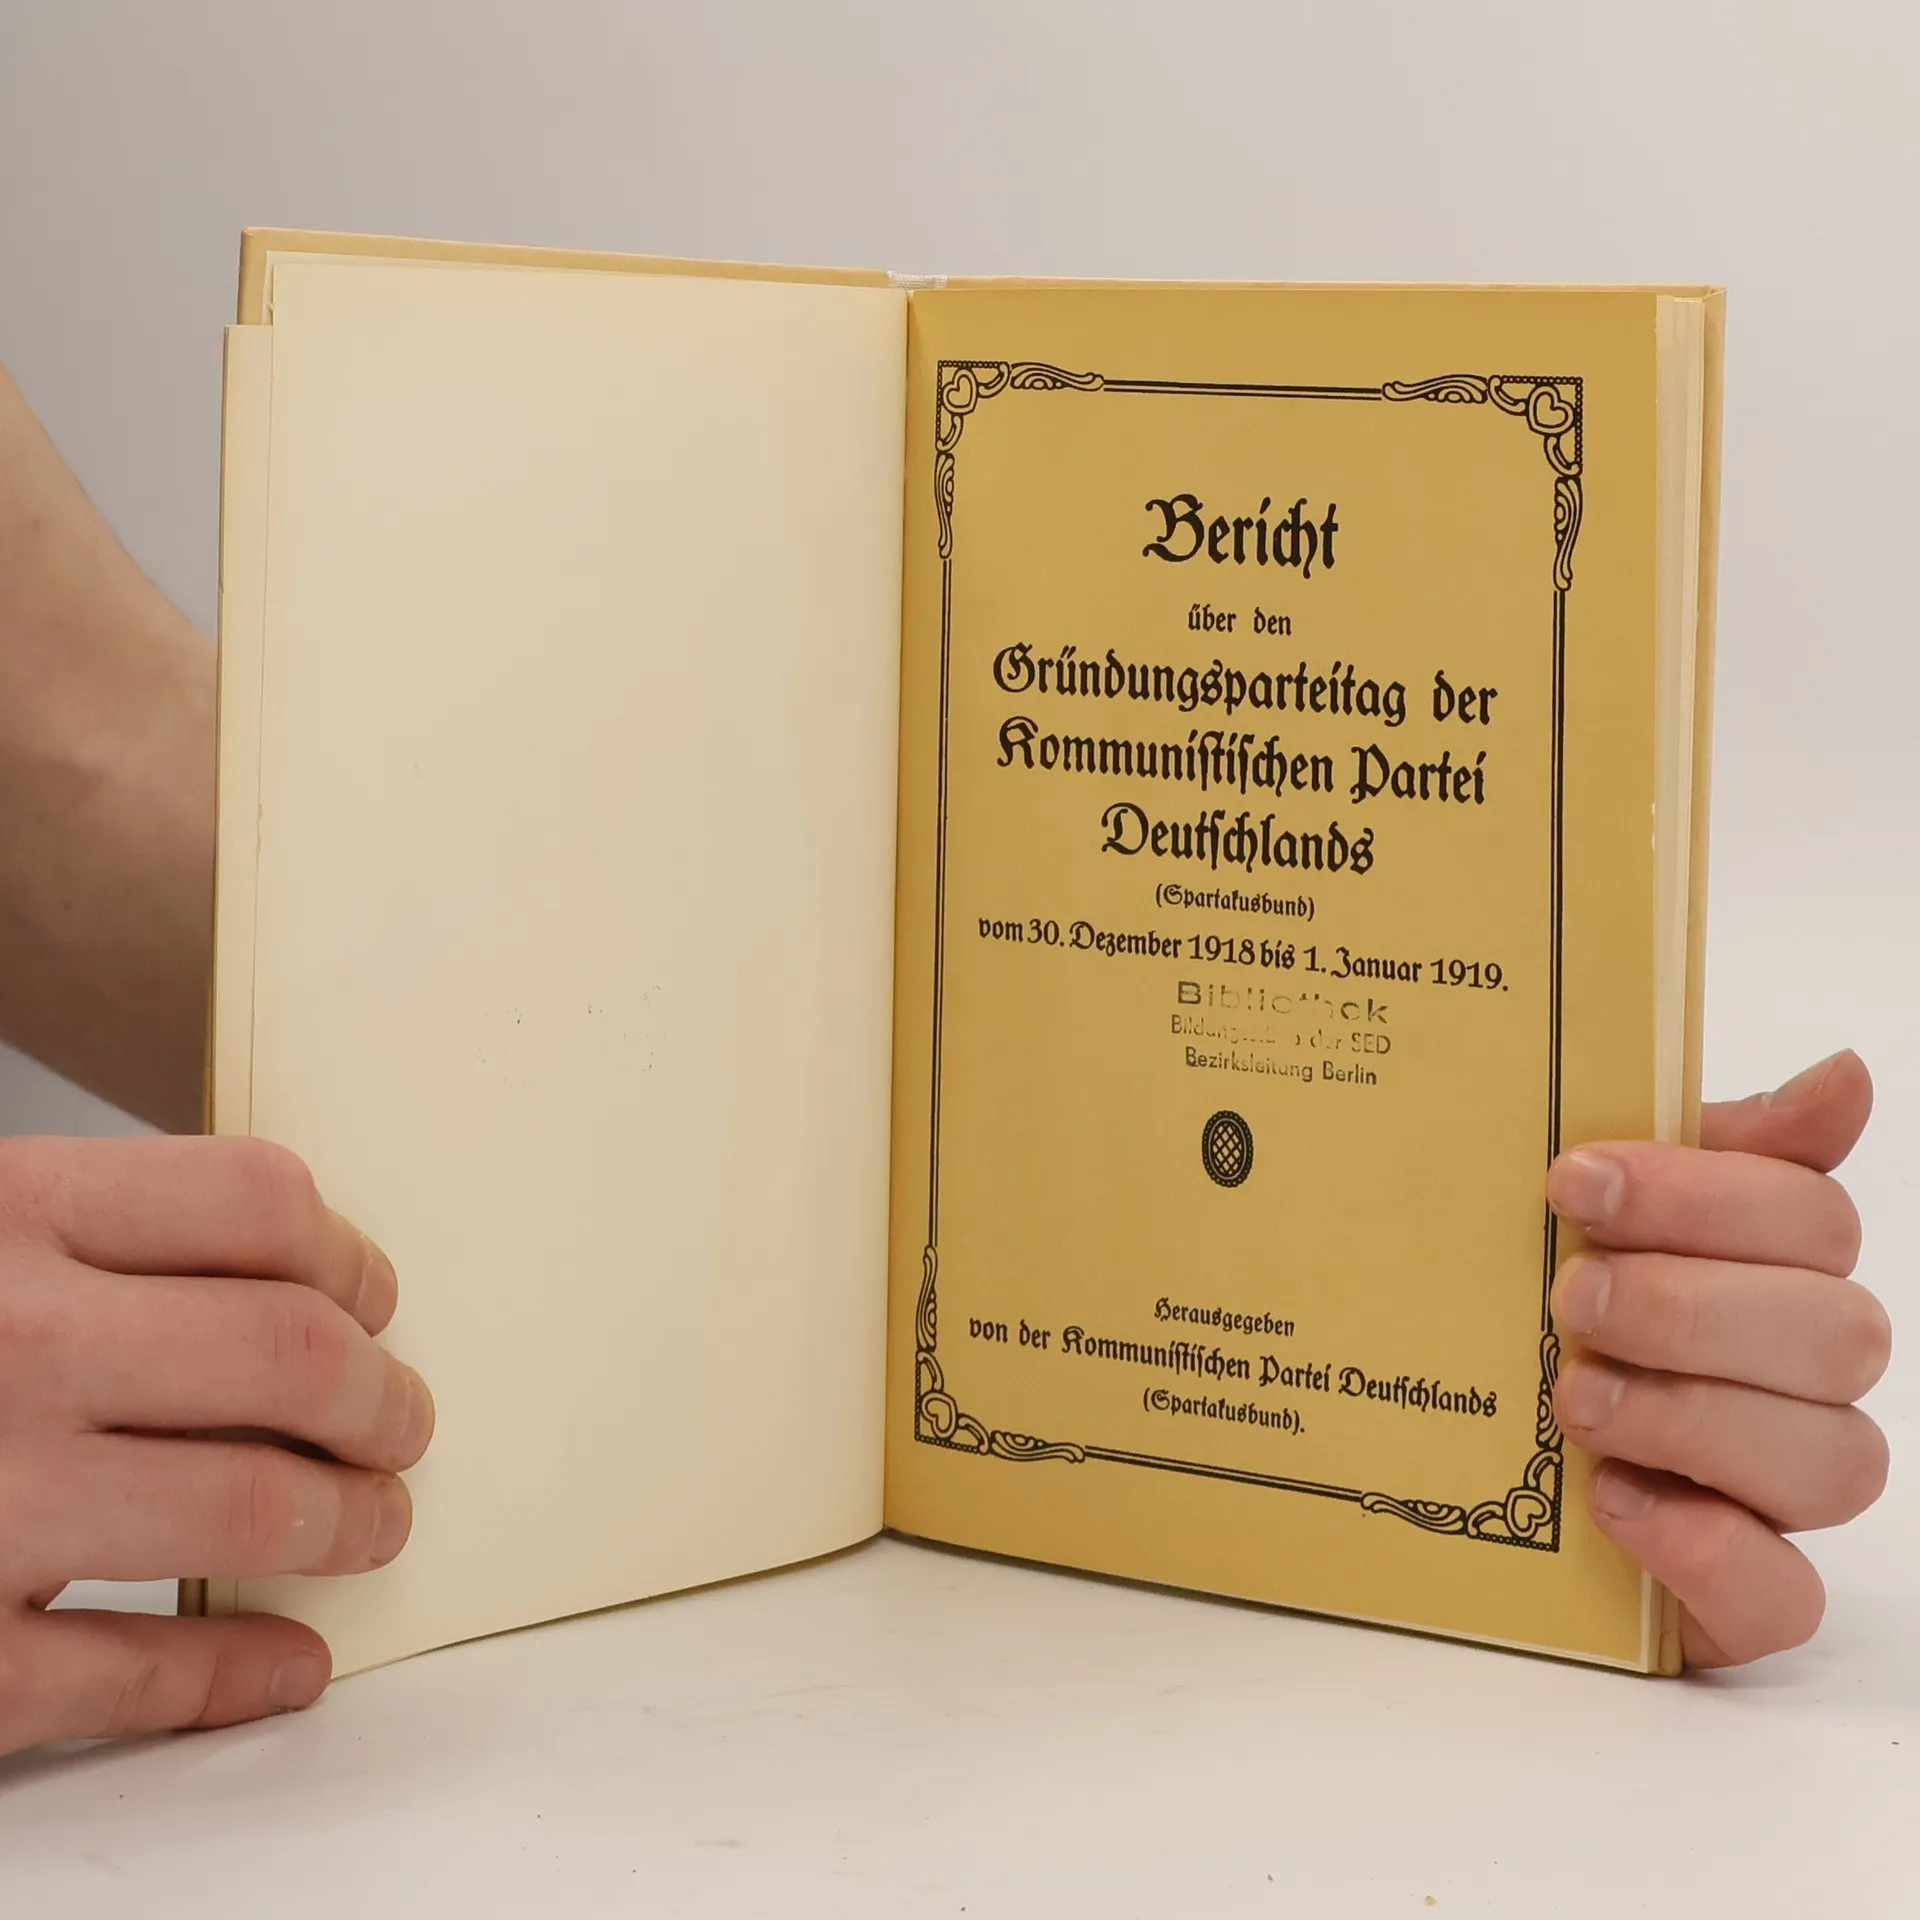 Bericht
über den
Gründungsparteitag der
Kommunistischen Partei
Deutschlands
(Spartakusbund)
vom 30. Dezember 1918 bis 1. Januar 1919.
Bibliothek
der SED
Bezirksleitung Berlin
Herausgegeben
von der Kommunistischen Partei Deutschlands
(Spartakusbund).